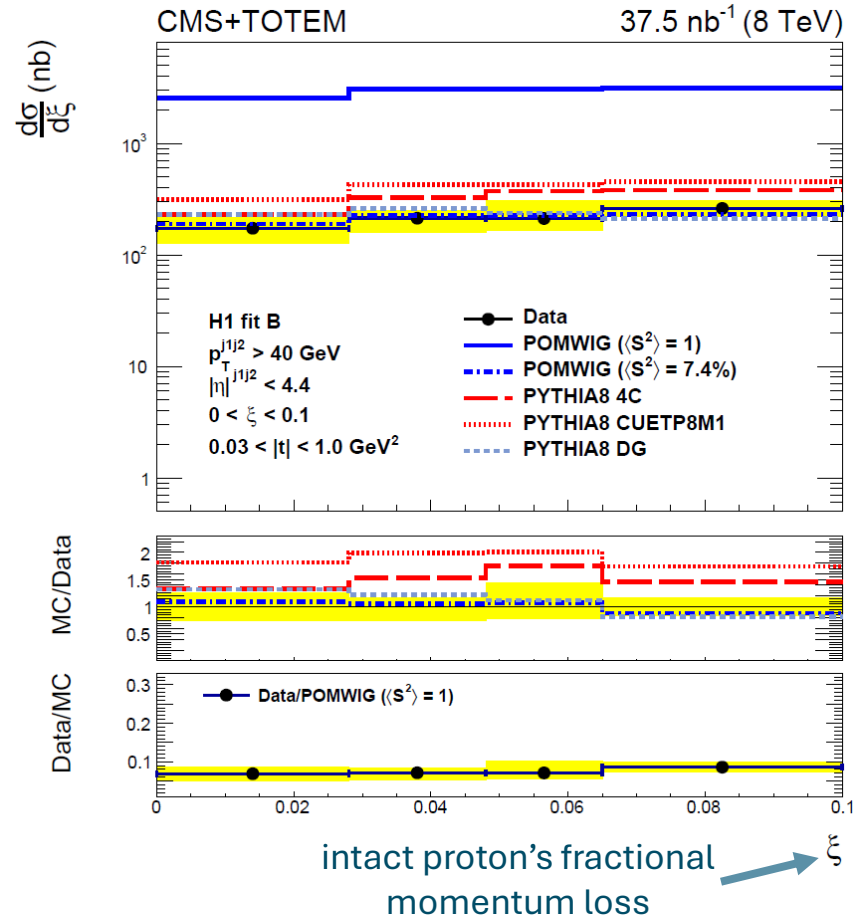 CMS+TOTEM 37.5 nb⁻¹ (8 TeV)
dσ/dξ (nb)
10³
10²
10
1
H1 fit B
p_T^j1j2 > 40 GeV
|η|^j1j2 < 4.4
0 < ξ < 0.1
0.03 < |t| < 1.0 GeV²
Data
POMWIG (⟨S²⟩ = 1)
POMWIG (⟨S²⟩ = 7.4%)
PYTHIA8 4C
PYTHIA8 CUETP8M1
PYTHIA8 DG
MC/Data
2
1.5
1
0.5
Data/MC
0.3
0.2
0.1
Data/POMWIG (⟨S²⟩ = 1)
0 0.02 0.04 0.06 0.08 0.1
ξ
intact proton's fractional
momentum loss